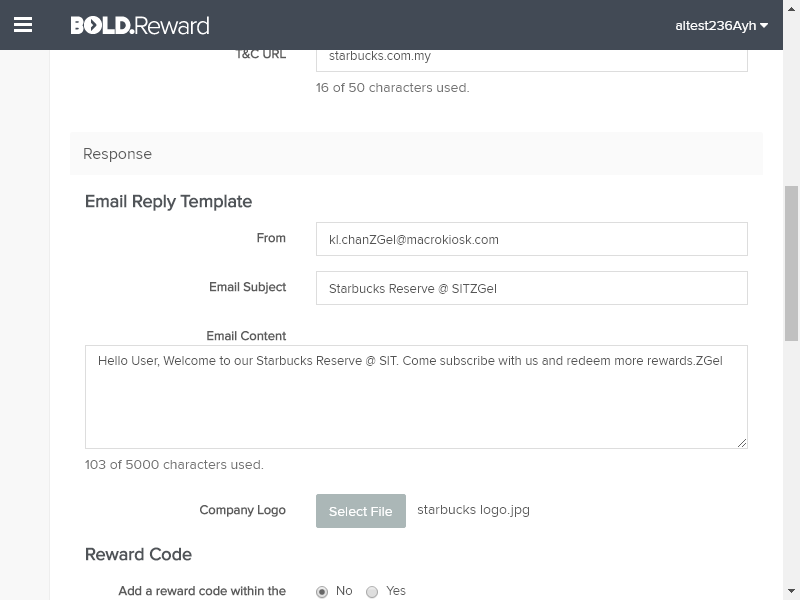 BOLD.Reward
altest236Ayh
T&C URL
starbucks.com.my
16 of 50 characters used.
Response
Email Reply Template
From
kl.chanZGel@macrokiosk.com
Email Subject
Starbucks Reserve @ SITZGel
Email Content
Hello User, Welcome to our Starbucks Reserve @ SIT. Come subscribe with us and redeem more rewards.ZGel
103 of 5000 characters used.
Company Logo
Select File
starbucks logo.jpg
Reward Code
Add a reward code within the
No
Yes